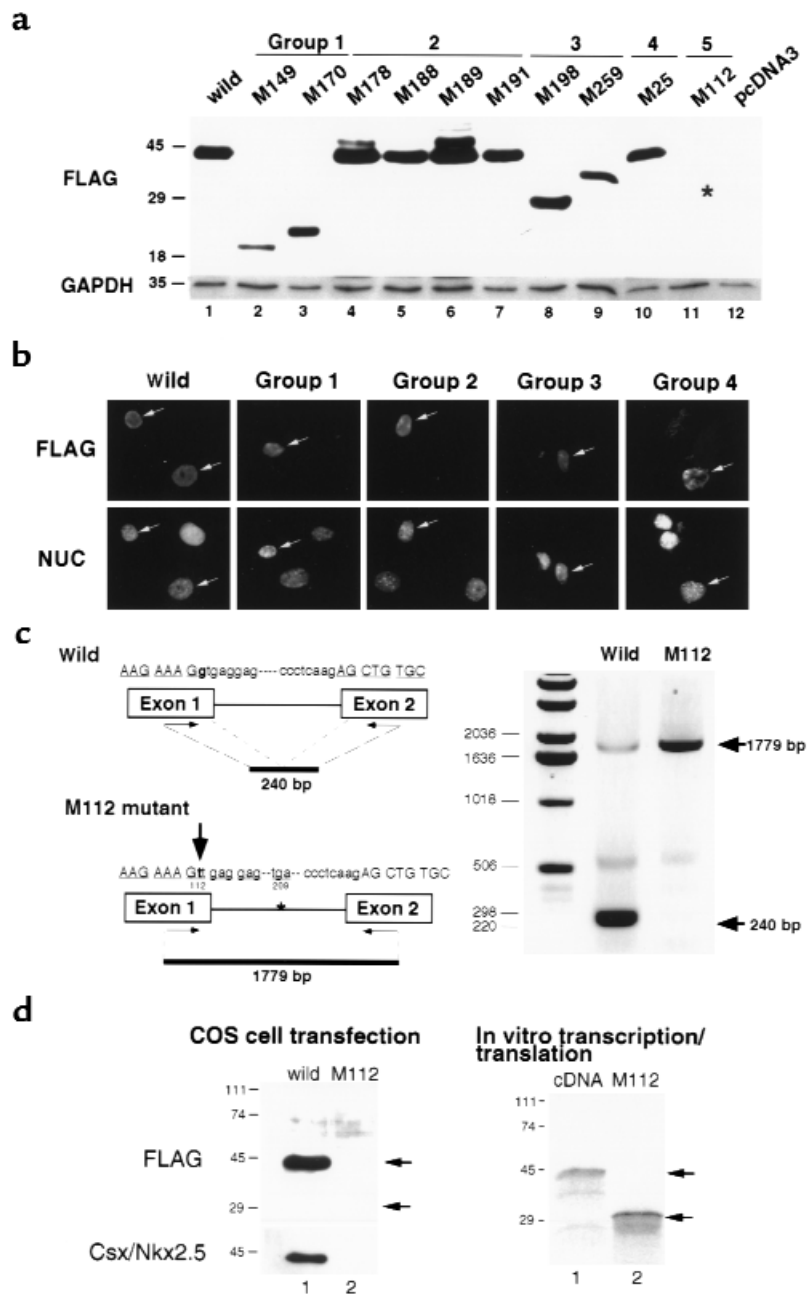 a
Group 1 2 3 4 5
wild M149 M170 M178 M188 M189 M191 M198 M259 M25 M112 pcDNA3
45
FLAG
29
*
18
GAPDH 35
1 2 3 4 5 6 7 8 9 10 11 12
b
Wild Group 1 Group 2 Group 3 Group 4
FLAG
NUC
c
Wild
AAG AAA Ggtgaggag----ccctcaagAG CTG TGC
Exon 1 Exon 2
240 bp
M112 mutant
AAG AAA Gtt gag gag--tga--ccctcaagAG CTG TGC
112 209
Exon 1 * Exon 2
1779 bp
Wild M112
2036
1636
1018
506
298
220
1779 bp
240 bp
d
COS cell transfection
wild M112
111
74
FLAG 45
29
Csx/Nkx2.5 45
1 2
In vitro transcription/
translation
cDNA M112
111
74
45
29
1 2